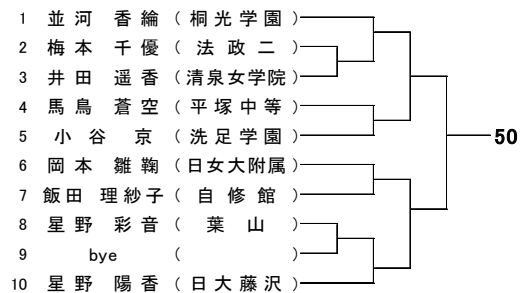 1 並河 香綸 (桐光学園)
2 梅本 千優 (法政二)
3 井田 遥香 (清泉女学院)
4 馬鳥 蒼空 (平塚中等)
5 小谷 京 (洗足学園)
6 岡本 雛鞠 (日女大附属)
7 飯田 理紗子 (自修館)
8 星野 彩音 (葉山)
9 bye ( )
10 星野 陽香 (日大藤沢)
50